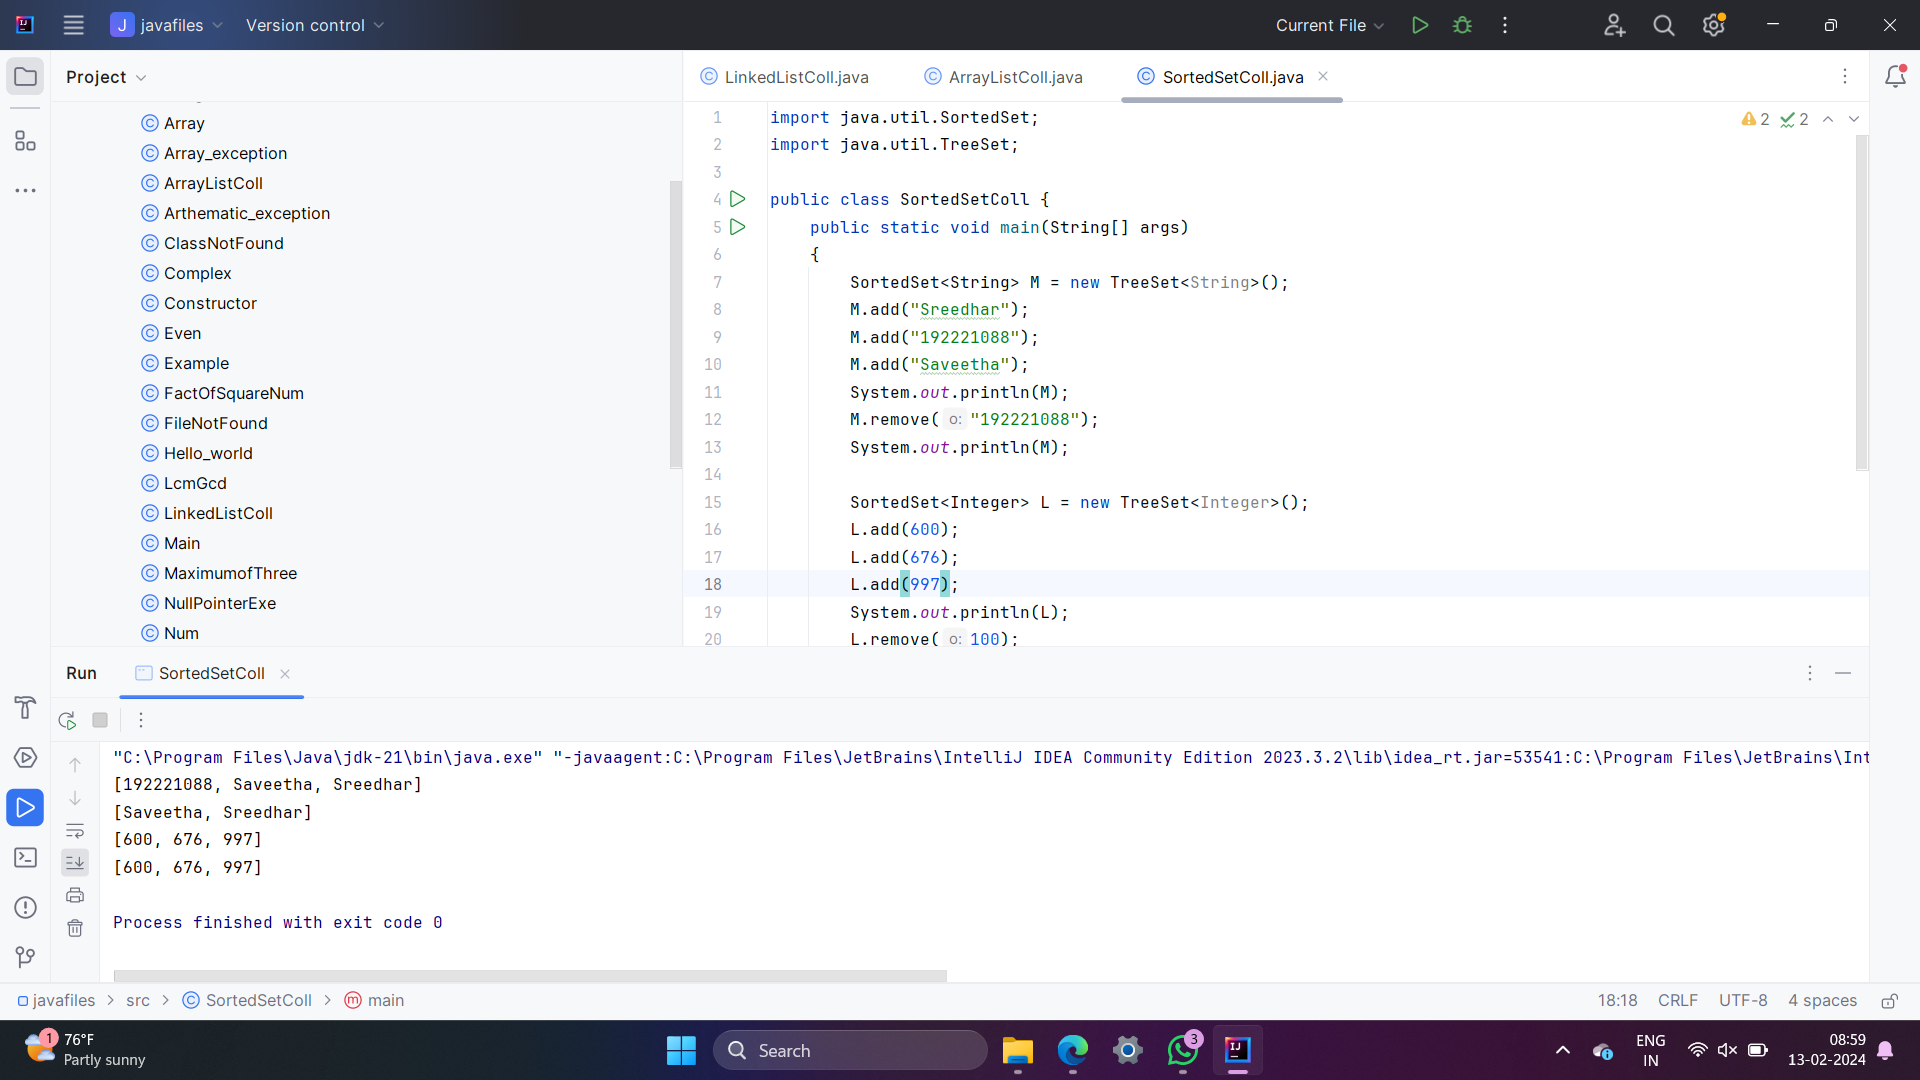 J javafiles Version control Current File
Project
LinkedListColl.java ArrayListColl.java SortedSetColl.java
Array
Array_exception
ArrayListColl
Arthematic_exception
ClassNotFound
Complex
Constructor
Even
Example
FactOfSquareNum
FileNotFound
Hello_world
LcmGcd
LinkedListColl
Main
MaximumofThree
NullPointerExe
Num
2 2
1 import java.util.SortedSet;
2 import java.util.TreeSet;
3
4 public class SortedSetColl {
5 public static void main(String[] args)
6 {
7 SortedSet<String> M = new TreeSet<String>();
8 M.add("Sreedhar");
9 M.add("192221088");
10 M.add("Saveetha");
11 System.out.println(M);
12 M.remove( o: "192221088");
13 System.out.println(M);
14
15 SortedSet<Integer> L = new TreeSet<Integer>();
16 L.add(600);
17 L.add(676);
18 L.add(997);
19 System.out.println(L);
20 L.remove( o: 100);
Run SortedSetColl
"C:\Program Files\Java\jdk-21\bin\java.exe" "-javaagent:C:\Program Files\JetBrains\IntelliJ IDEA Community Edition 2023.3.2\lib\idea_rt.jar=53541:C:\Program Files\JetBrains\Int
[192221088, Saveetha, Sreedhar]
[Saveetha, Sreedhar]
[600, 676, 997]
[600, 676, 997]
Process finished with exit code 0
javafiles > src > SortedSetColl > main 18:18 CRLF UTF-8 4 spaces
1 76°F
Partly sunny
Search
3
IJ
ENG
IN
08:59
13-02-2024